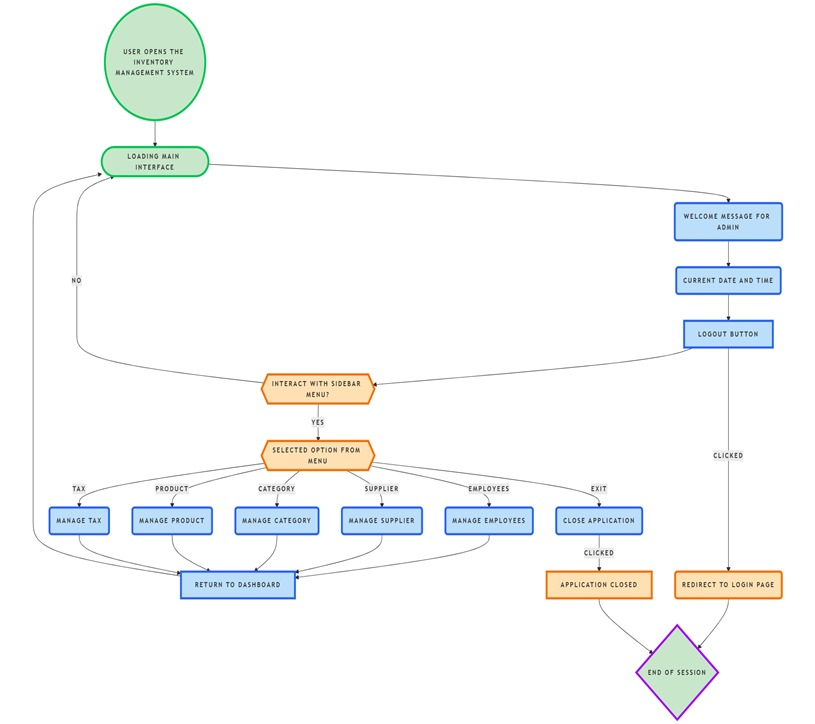 USER OPENS THE
INVENTORY
MANAGEMENT SYSTEM
LOADING MAIN
INTERFACE
WELCOME MESSAGE FOR
ADMIN
CURRENT DATE AND TIME
NO
LOGOUT BUTTON
INTERACT WITH SIDEBAR
MENU?
YES
SELECTED OPTION FROM
MENU
CLICKED
TAX
PRODUCT
CATEGORY
SUPPLIER
EMPLOYEES
EXIT
MANAGE TAX
MANAGE PRODUCT
MANAGE CATEGORY
MANAGE SUPPLIER
MANAGE EMPLOYEES
CLOSE APPLICATION
CLICKED
RETURN TO DASHBOARD
APPLICATION CLOSED
REDIRECT TO LOGIN PAGE
END OF SESSION